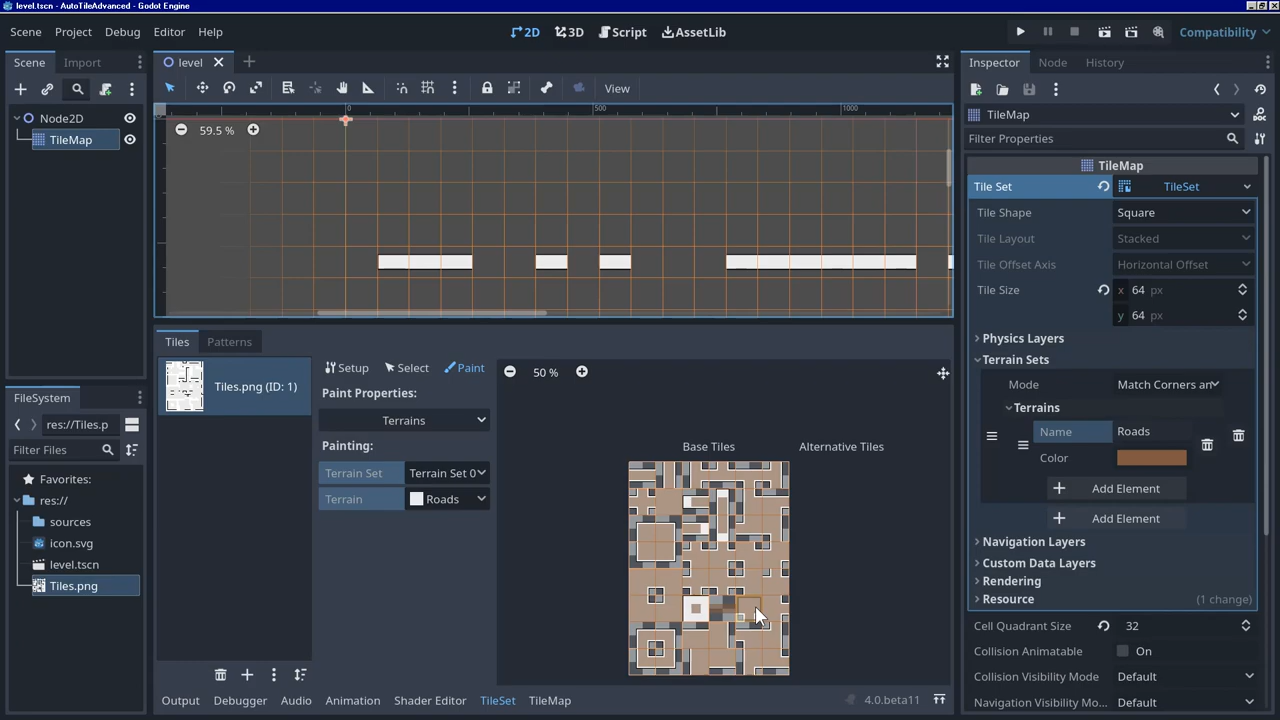 level.tscn - AutoTileAdvanced - Godot Engine
Scene Project Debug Editor Help
2D 3D Script AssetLib
Compatibility
Scene Import
level
Inspector Node History
Node2D
TileMap
View
59.5 %
0 500 1000
TileMap
Filter Properties
TileMap
Tile Set TileSet
Tile Shape Square
Tile Layout Stacked
Tile Offset Axis Horizontal Offset
Tile Size x 64 px
y 64 px
Physics Layers
Terrain Sets
Mode Match Corners an
Terrains
Name Roads
Color
Add Element
Add Element
Navigation Layers
Custom Data Layers
Rendering
Resource (1 change)
Cell Quadrant Size 32
Collision Animatable On
Collision Visibility Mode Default
Navigation Visibility Mo... Default
Tiles Patterns
Tiles.png (ID: 1)
Setup Select Paint
Paint Properties:
Terrains
Painting:
Terrain Set Terrain Set 0
Terrain Roads
50 %
Base Tiles Alternative Tiles
FileSystem
res://Tiles.p
Filter Files
Favorites:
res://
sources
icon.svg
level.tscn
Tiles.png
Output Debugger Audio Animation Shader Editor TileSet TileMap 4.0.beta11